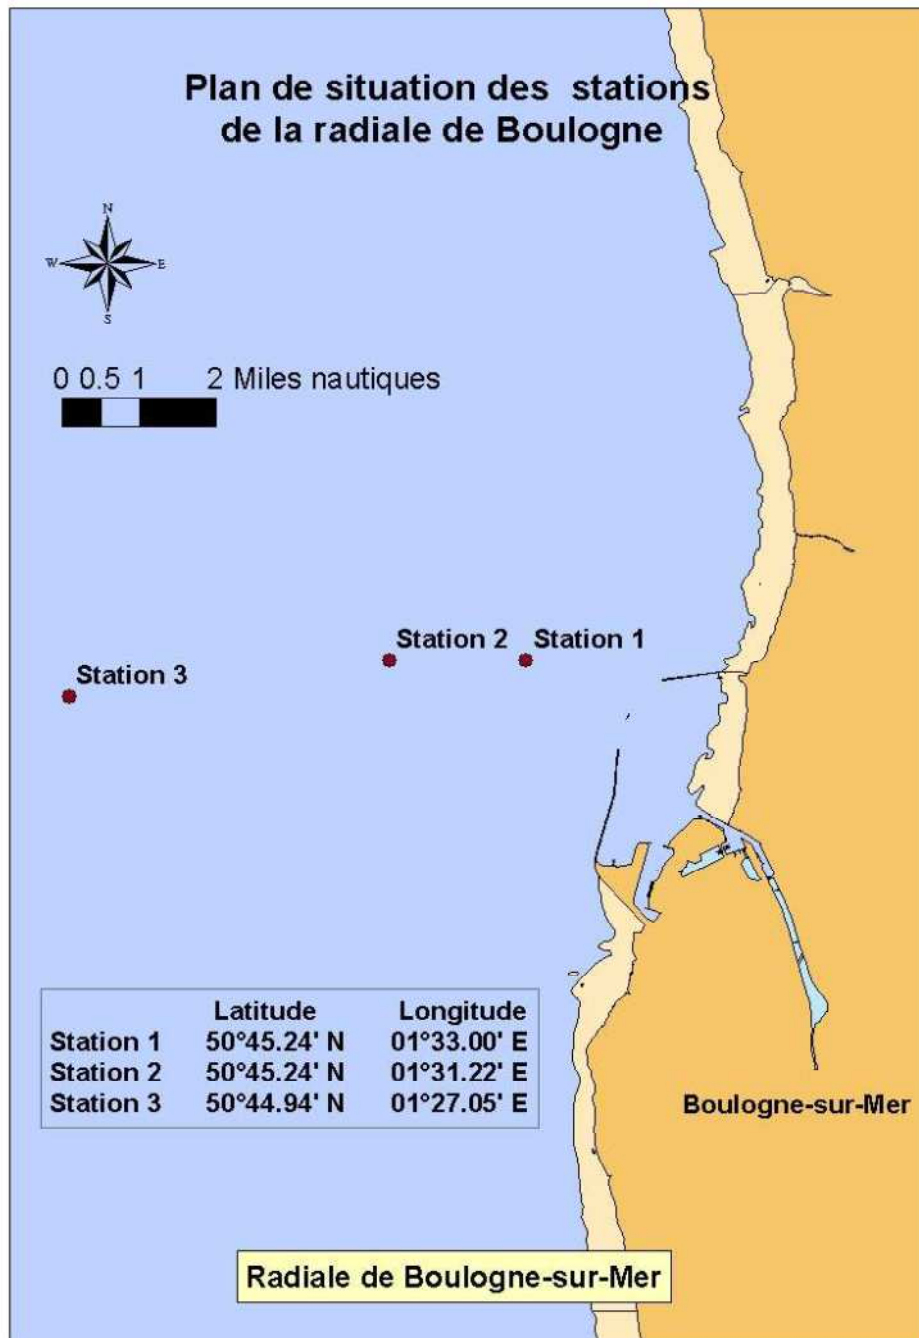 Plan de situation des stations
de la radiale de Boulogne
N
W E
S
0 0.5 1 2 Miles nautiques
Station 2 Station 1
Station 3
Latitude Longitude
Station 1 50°45.24' N 01°33.00' E
Station 2 50°45.24' N 01°31.22' E
Station 3 50°44.94' N 01°27.05' E
Boulogne-sur-Mer
Radiale de Boulogne-sur-Mer